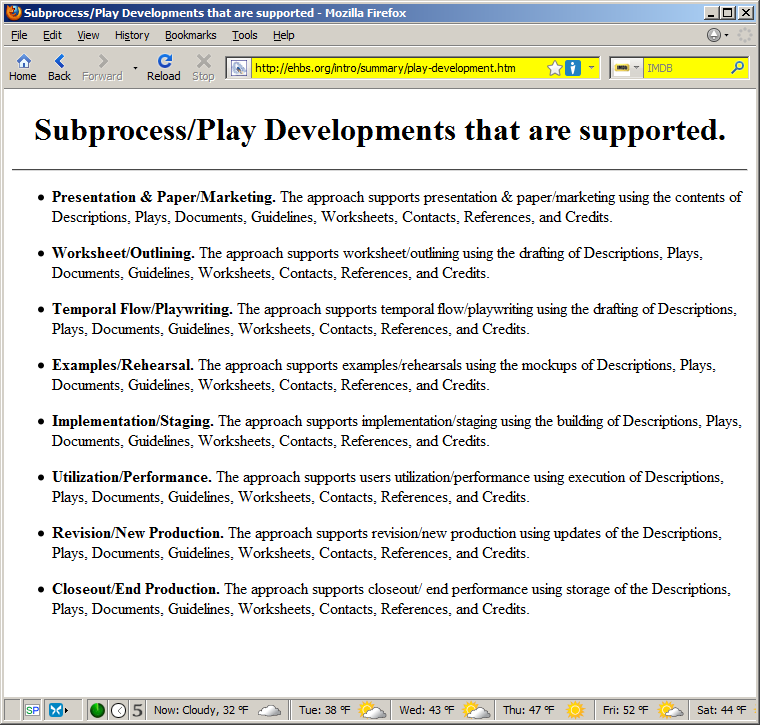 Subprocess/Play Developments that are supported - Mozilla Firefox
File Edit View History Bookmarks Tools Help
Home Back Forward Reload Stop http://ehbs.org/intro/summary/play-development.htm IMDB
Subprocess/Play Developments that are supported.
• Presentation & Paper/Marketing. The approach supports presentation & paper/marketing using the contents of
Descriptions, Plays, Documents, Guidelines, Worksheets, Contacts, References, and Credits.
• Worksheet/Outlining. The approach supports worksheet/outlining using the drafting of Descriptions, Plays,
Documents, Guidelines, Worksheets, Contacts, References, and Credits.
• Temporal Flow/Playwriting. The approach supports temporal flow/playwriting using the drafting of Descriptions,
Plays, Documents, Guidelines, Worksheets, Contacts, References, and Credits.
• Examples/Rehearsal. The approach supports examples/rehearsals using the mockups of Descriptions, Plays,
Documents, Guidelines, Worksheets, Contacts, References, and Credits.
• Implementation/Staging. The approach supports implementation/staging using the building of Descriptions, Plays,
Documents, Guidelines, Worksheets, Contacts, References, and Credits.
• Utilization/Performance. The approach supports users utilization/performance using execution of Descriptions,
Plays, Documents, Guidelines, Worksheets, Contacts, References, and Credits.
• Revision/New Production. The approach supports revision/new production using updates of the Descriptions,
Plays, Documents, Guidelines, Worksheets, Contacts, References, and Credits.
• Closeout/End Production. The approach supports closeout/ end performance using storage of the Descriptions,
Plays, Documents, Guidelines, Worksheets, Contacts, References, and Credits.
SP 5 Now: Cloudy, 32 ºF Tue: 38 ºF Wed: 43 ºF Thu: 47 ºF Fri: 52 ºF Sat: 44 ºF